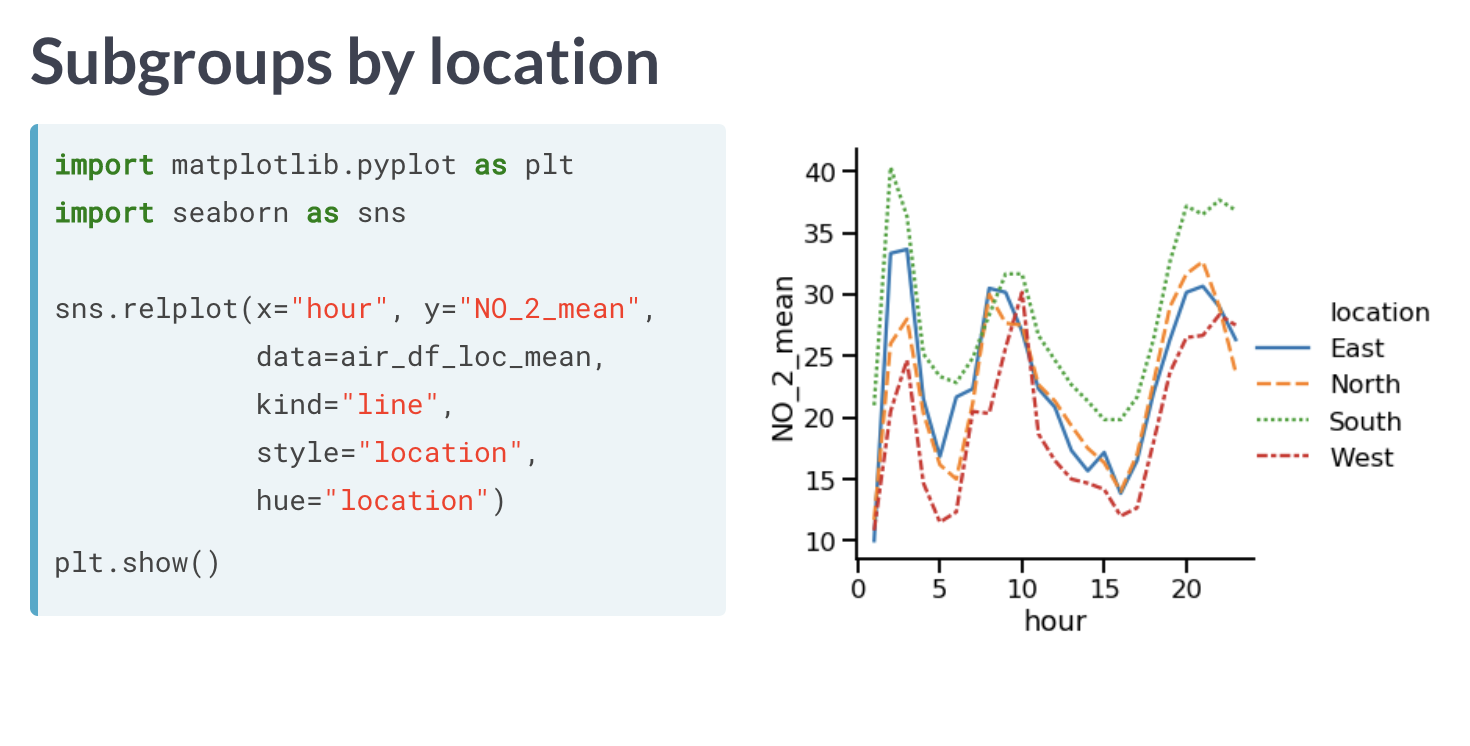 Subgroups by location
import matplotlib.pyplot as plt
import seaborn as sns
sns.relplot(x="hour", y="NO_2_mean",
            data=air_df_loc_mean,
            kind="line",
            style="location",
            hue="location")
plt.show()
40
35
30
25
20
15
10
NO_2_mean
0 5 10 15 20
hour
location
East
North
South
West